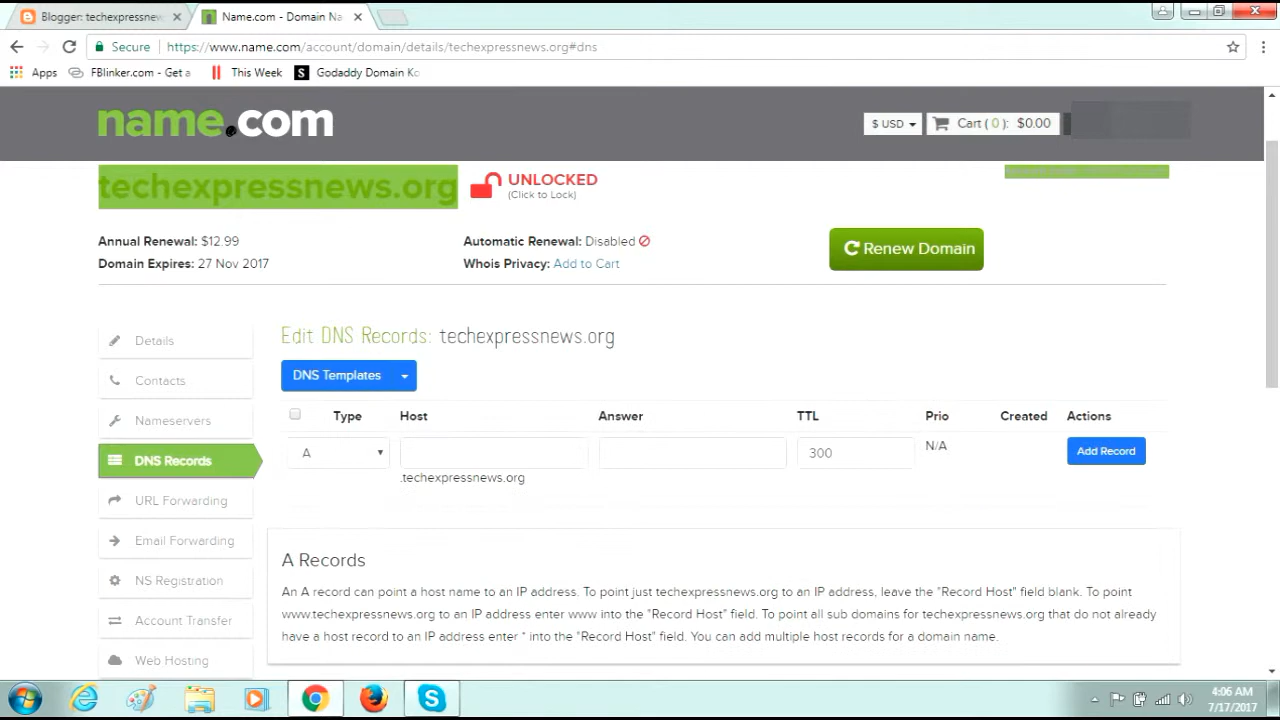 Blogger: techexpressnew
Name.com - Domain Na
Secure https://www.name.com/account/domain/details/techexpressnews.org#dns
Apps FBlinker.com - Get a This Week Godaddy Domain Ko
name.com
$ USD Cart ( 0 ): $0.00
techexpressnews.org
UNLOCKED
(Click to Lock)
Annual Renewal: $12.99 Automatic Renewal: Disabled
Renew Domain
Domain Expires: 27 Nov 2017 Whois Privacy: Add to Cart
Edit DNS Records: techexpressnews.org
DNS Templates
Details
Contacts
Nameservers
DNS Records
URL Forwarding
Email Forwarding
NS Registration
Account Transfer
Web Hosting
Type Host Answer TTL Prio Created Actions
A 300 N/A Add Record
.techexpressnews.org
A Records
An A record can point a host name to an IP address. To point just techexpressnews.org to an IP address, leave the "Record Host" field blank. To point
www.techexpressnews.org to an IP address enter www into the "Record Host" field. To point all sub domains for techexpressnews.org that do not already
have a host record to an IP address enter * into the "Record Host" field. You can add multiple host records for a domain name.
4:06 AM
7/17/2017